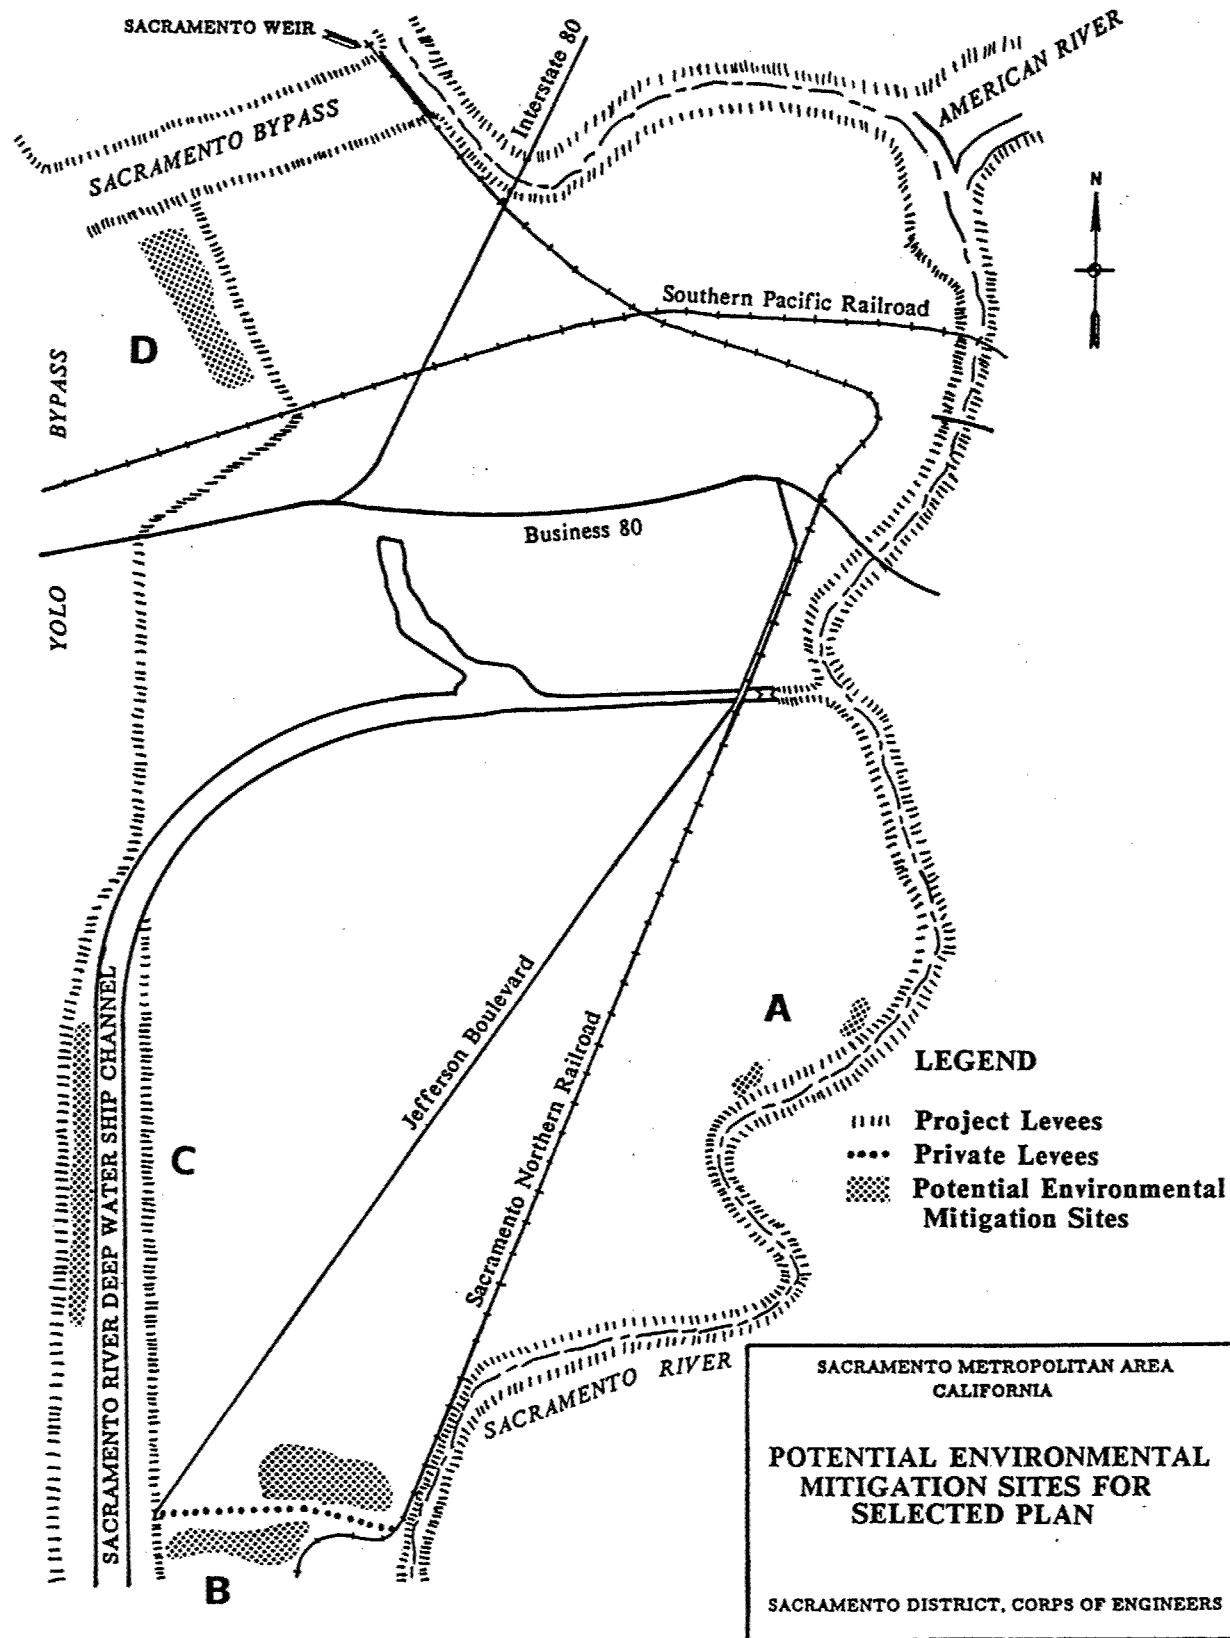 SACRAMENTO WEIR
Interstate 80
AMERICAN RIVER
SACRAMENTO BYPASS
N
Southern Pacific Railroad
D
YOLO BYPASS
Business 80
A
Jefferson Boulevard
Sacramento Northern Railroad
C
SACRAMENTO RIVER DEEP WATER SHIP CHANNEL
LEGEND
Project Levees
Private Levees
Potential Environmental
Mitigation Sites
SACRAMENTO RIVER
B
SACRAMENTO METROPOLITAN AREA
CALIFORNIA
POTENTIAL ENVIRONMENTAL
MITIGATION SITES FOR
SELECTED PLAN
SACRAMENTO DISTRICT, CORPS OF ENGINEERS